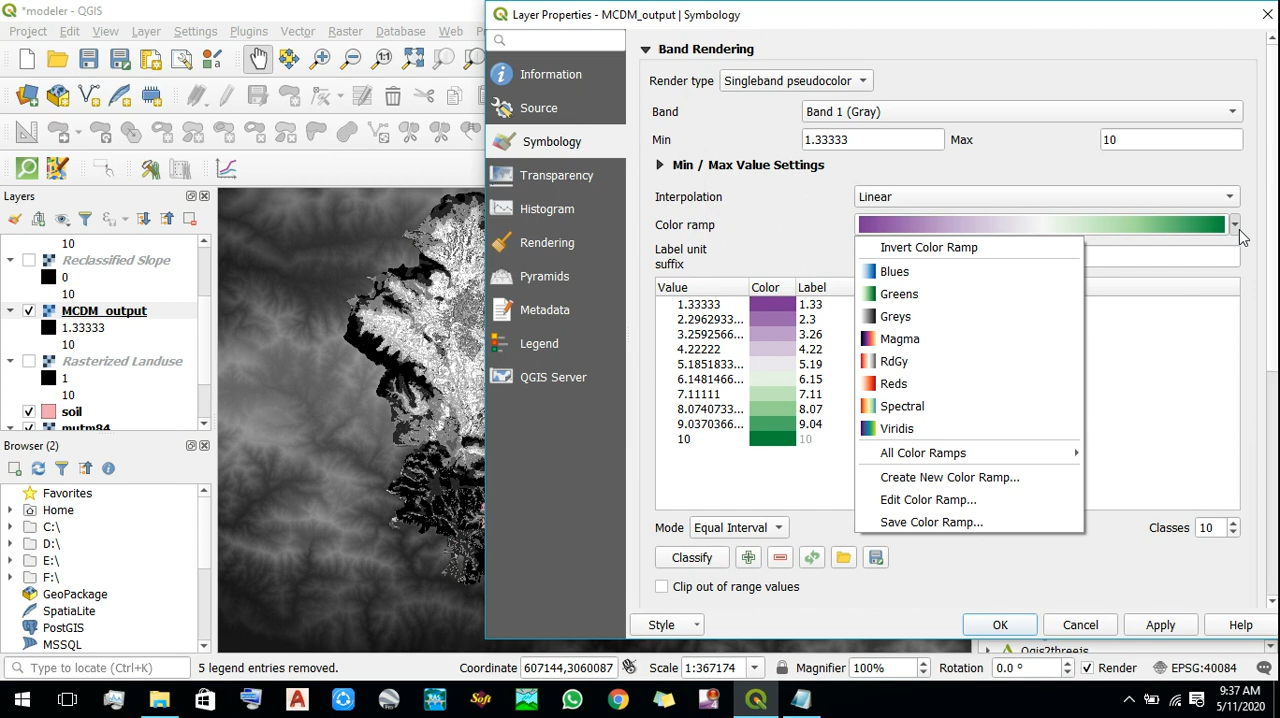 *modeler - QGIS
Project Edit View Layer Settings Plugins Vector Raster Database Web
Layers
10
Reclassified Slope
0
10
MCDM_output
1.33333
10
Rasterized Landuse
1
10
soil
mutm84
Browser (2)
Favorites
Home
C:\
D:\
E:\
F:\
GeoPackage
SpatiaLite
PostGIS
MSSQL
Layer Properties - MCDM_output | Symbology
Information
Source
Symbology
Transparency
Histogram
Rendering
Pyramids
Metadata
Legend
QGIS Server
Band Rendering
Render type Singleband pseudocolor
Band Band 1 (Gray)
Min 1.33333 Max 10
Min / Max Value Settings
Interpolation Linear
Color ramp
Label unit
suffix
Value Color Label
1.33333 1.33
2.2962933... 2.3
3.2592566... 3.26
4.22222 4.22
5.1851833... 5.19
6.1481466... 6.15
7.11111 7.11
8.0740733... 8.07
9.0370366... 9.04
10 10
Invert Color Ramp
Blues
Greens
Greys
Magma
RdGy
Reds
Spectral
Viridis
All Color Ramps
Create New Color Ramp...
Edit Color Ramp...
Save Color Ramp...
Mode Equal Interval Classes 10
Classify
Clip out of range values
Style OK Cancel Apply Help
Qgis2threejs
Type to locate (Ctrl+K) 5 legend entries removed. Coordinate 607144,3060087 Scale 1:367174 Magnifier 100% Rotation 0.0 ° Render EPSG:40084
9:37 AM
5/11/2020